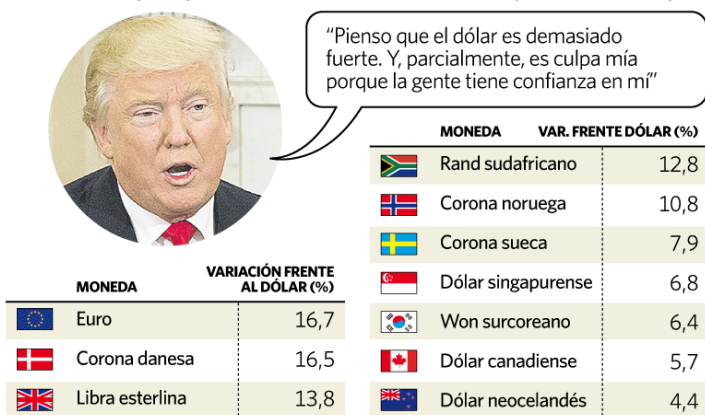 “Pienso que el dólar es demasiado
fuerte. Y, parcialmente, es culpa mía
porque la gente tiene confianza en mí”
MONEDA VARIACIÓN FRENTE
AL DÓLAR (%)
Euro 16,7
Corona danesa 16,5
Libra esterlina 13,8
MONEDA VAR. FRENTE DÓLAR (%)
Rand sudafricano 12,8
Corona noruega 10,8
Corona sueca 7,9
Dólar singapurense 6,8
Won surcoreano 6,4
Dólar canadiense 5,7
Dólar neocelandés 4,4